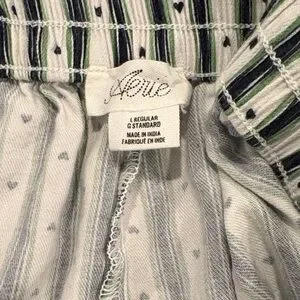 Aerie
L REGULAR
G STANDARD
MADE IN INDIA
FABRIQUÉ EN INDE